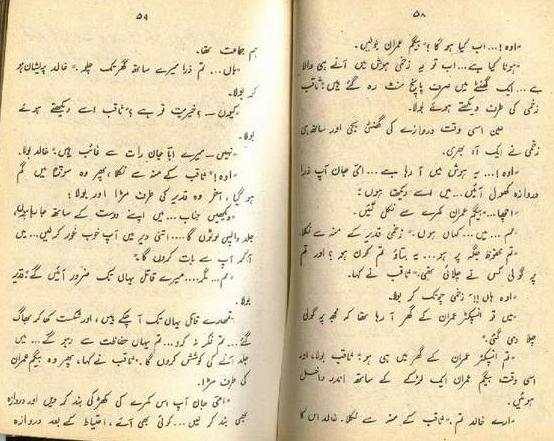 ۵۸
"اوہ!... اب کیا ہو گا؟" بیگم عمران بولیں۔
"ہونا کیا ہے... اب تو یہ زخمی ہوش میں آنے ہی والا
ہے... ایک گھنٹے میں صرف پانچ منٹ رہ گئے ہیں" ثاقب
زخمی کی طرف دیکھتے ہوئے بولا۔
عین اسی وقت دروازے کی گھنٹی بجی اور ساتھ ہی
زخمی نے ایک آہ بھری۔
"اوہ!... یہ ہوش میں آ رہا ہے... امی جان آپ ذرا
دروازہ کھول آئیں... میں اسے دیکھتا ہوں"
"اچھا..." بیگم عمران کمرے سے نکل گئیں۔
"مم... میں... کہاں ہوں" زخمی قدیر کے منہ سے نکلا
"تم محفوظ جگہ پر ہو... یہ بتاؤ تم کون ہو؟ اور تم
پر گولی کس نے چلائی تھی" ثاقب نے کہا۔
"اوہ ہاں!" زخمی چونک کر بولا۔
"میں تو انسپکٹر عمران کے گھر آ رہا تھا کہ مجھ پر گولی
چلا دی گئی"
"تم انسپکٹر عمران کے گھر میں ہی ہو" ثاقب بولا، اور
اسی وقت بیگم عمران ایک لڑکے کے ساتھ اندر داخل
ہوئیں۔
"ارے خالد تم" ثاقب کے منہ سے نکلا۔ خالد اس کا
۵۹
ہم جماعت تھا۔
"ہاں... تم ذرا میرے ساتھ گھر تک چلو" خالد پریشان ہو
کر بولا۔
"کیوں — ؟ خیریت تو ہے؟" ثاقب اسے دیکھتے ہوئے
بولا۔
"نہیں — میرے ابا جان رات سے غائب ہیں" خالد بولا۔
"اوہ!" ثاقب کے منہ سے نکلا، پھر وہ سوچ میں گم
ہو گیا، آخر وہ قدیر کی طرف مڑا اور بولا:
"دیکھیں جناب... میں اپنے دوست کے ساتھ جا رہا ہوں،
جلد واپس لوٹوں گا... اتنی دیر میں آپ خوب غور کر لیں... میں
آ کر آپ سے بات کروں گا"
"مم... مگر... میرے قاتل یہاں تک ضرور آئیں گے" قدیر
بولا۔
"تمہارے قاتل یہاں تک آ چکے ہیں، اور شکست کھا کر بھاگ
گئے... تم فکر نہ کرو... تم یہاں حفاظت سے رہو گے... میں
جلد آنے کی کوشش کروں گا" ثاقب نے کہا، پھر وہ بیگم عمران
کی طرف مڑا۔
"امی جان آپ اس کمرے کی کھڑکی بند کر لیں اور دروازہ
بھی بند کر لیں... کوئی بھی آئے، احتیاط کے بعد دروازہ